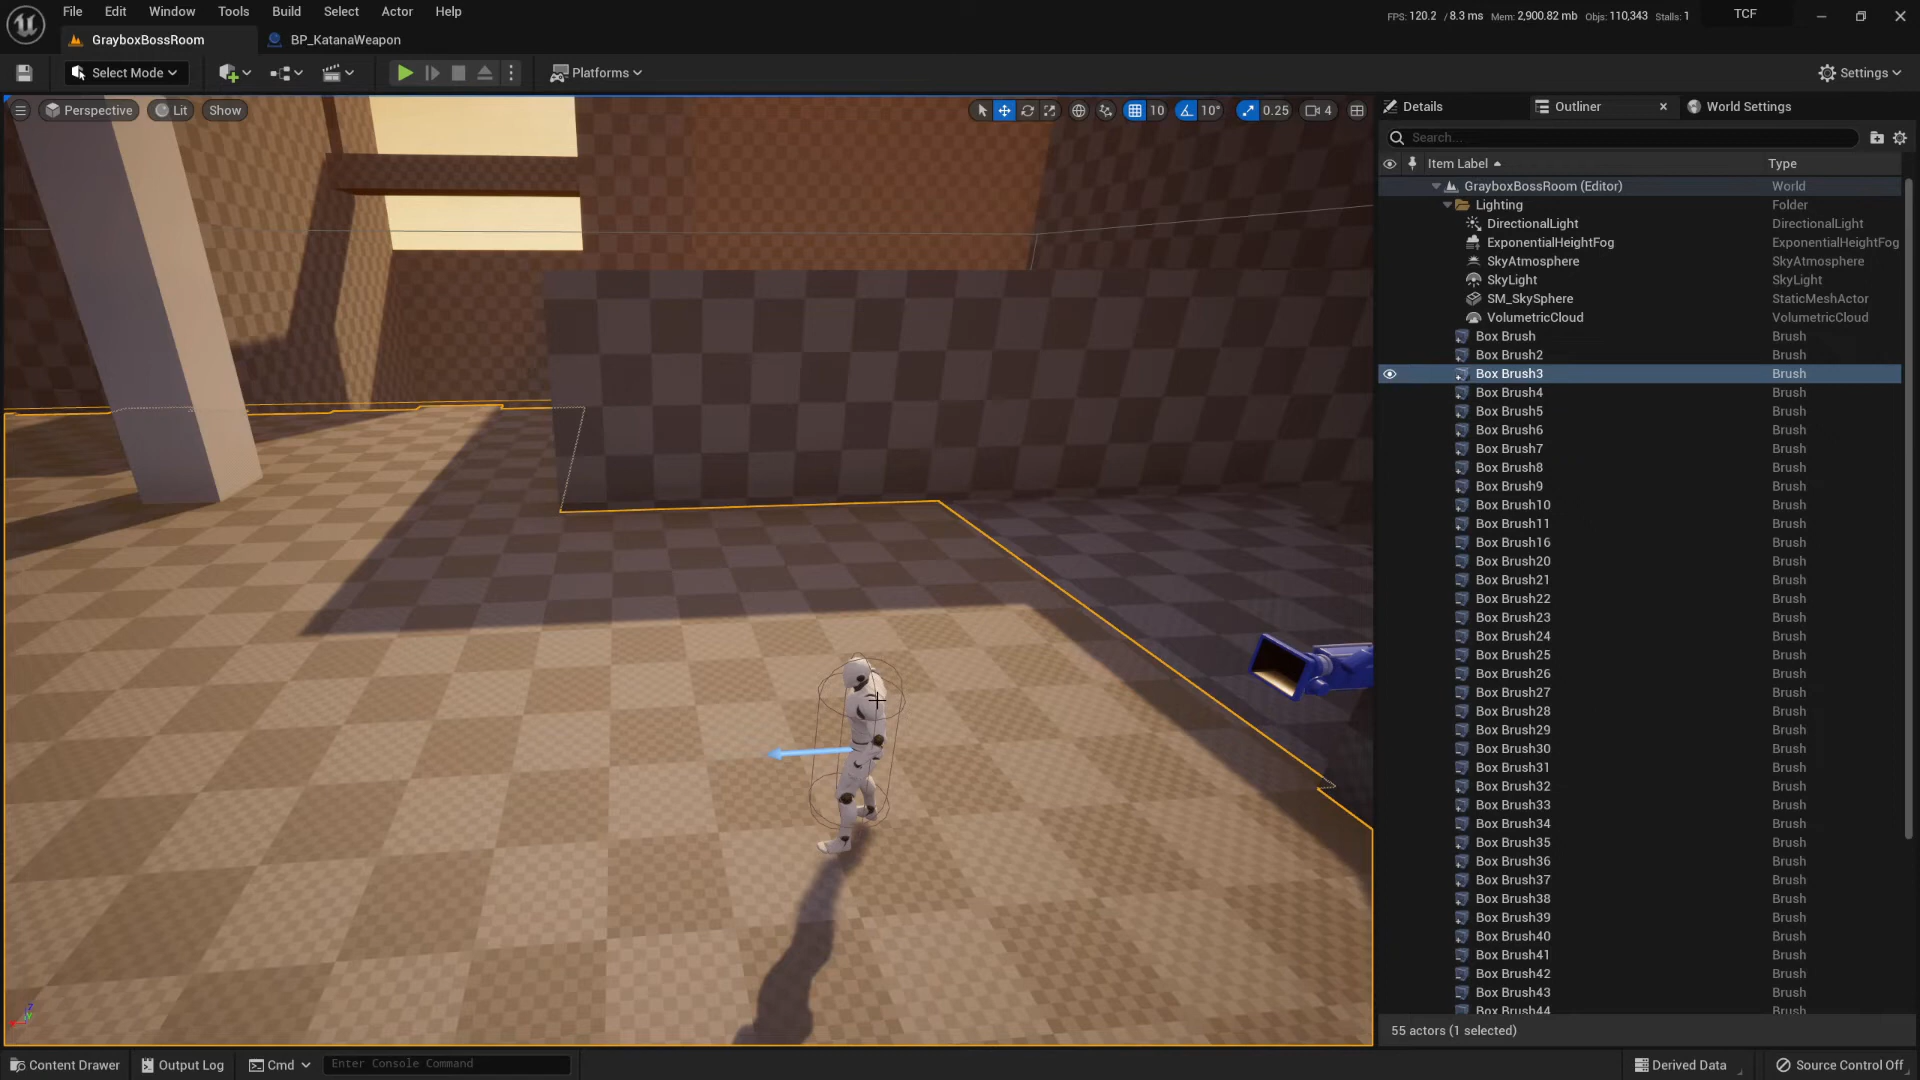 File Edit Window Tools Build Select Actor Help
FPS: 120.2 / 8.3 ms Mem: 2,900.82 mb Objs: 110,343 Stalls: 1 TCF
GrayboxBossRoom BP_KatanaWeapon
Select Mode Platforms Settings
Perspective Lit Show 10 10° 0.25 4
Details Outliner World Settings
Search...
Item Label Type
GrayboxBossRoom (Editor) World
Lighting Folder
DirectionalLight DirectionalLight
ExponentialHeightFog ExponentialHeightFog
SkyAtmosphere SkyAtmosphere
SkyLight SkyLight
SM_SkySphere StaticMeshActor
VolumetricCloud VolumetricCloud
Box Brush Brush
Box Brush2 Brush
Box Brush3 Brush
Box Brush4 Brush
Box Brush5 Brush
Box Brush6 Brush
Box Brush7 Brush
Box Brush8 Brush
Box Brush9 Brush
Box Brush10 Brush
Box Brush11 Brush
Box Brush16 Brush
Box Brush20 Brush
Box Brush21 Brush
Box Brush22 Brush
Box Brush23 Brush
Box Brush24 Brush
Box Brush25 Brush
Box Brush26 Brush
Box Brush27 Brush
Box Brush28 Brush
Box Brush29 Brush
Box Brush30 Brush
Box Brush31 Brush
Box Brush32 Brush
Box Brush33 Brush
Box Brush34 Brush
Box Brush35 Brush
Box Brush36 Brush
Box Brush37 Brush
Box Brush38 Brush
Box Brush39 Brush
Box Brush40 Brush
Box Brush41 Brush
Box Brush42 Brush
Box Brush43 Brush
Box Brush44 Brush
55 actors (1 selected)
Content Drawer Output Log Cmd Enter Console Command Derived Data Source Control Off